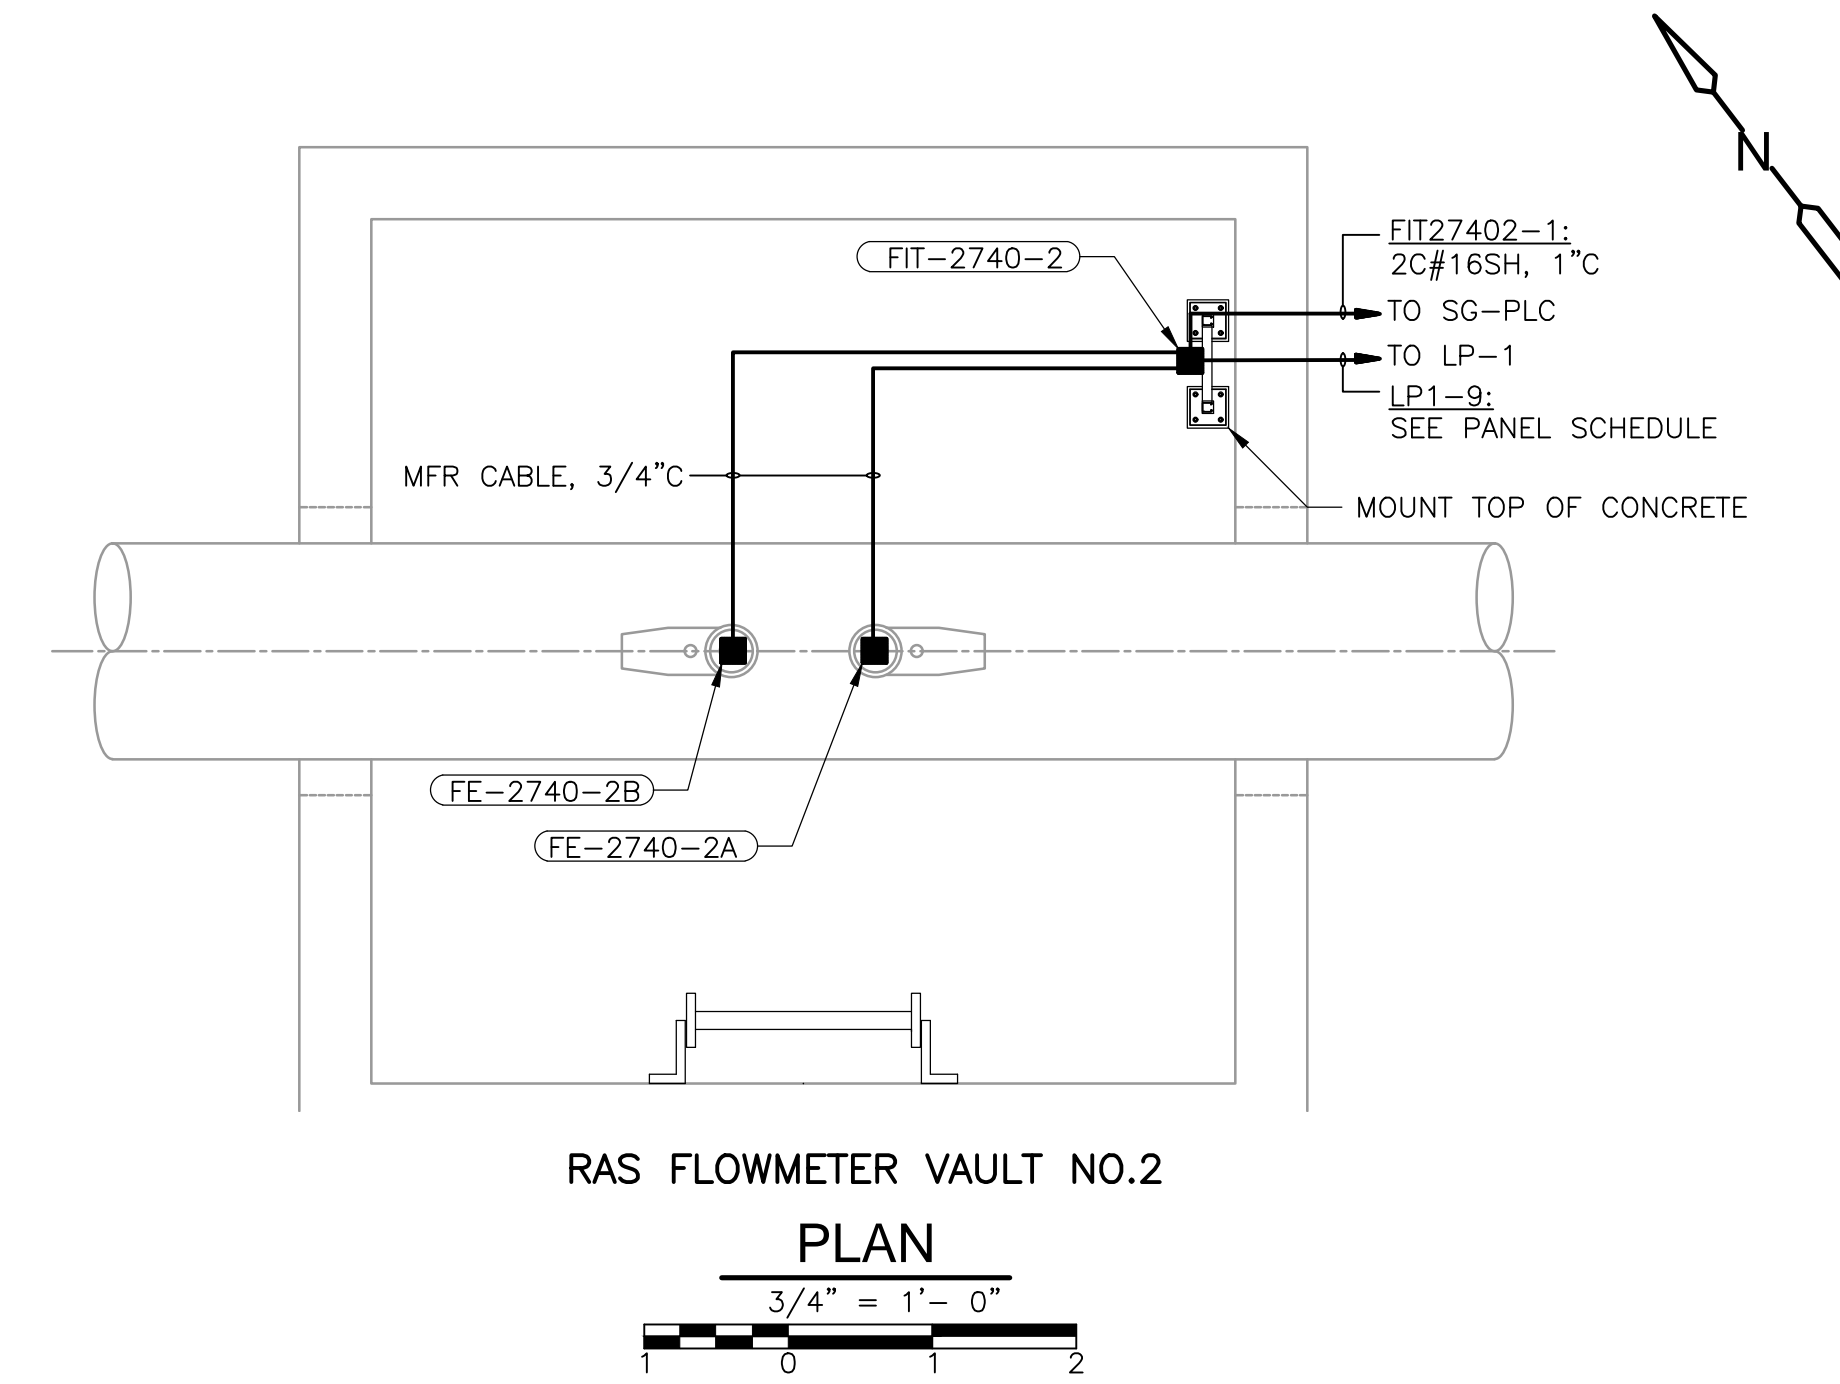 N
FIT27402-1:
2C#16SH, 1"C
FIT-2740-2
TO SG-PLC
TO LP-1
LP1-9:
SEE PANEL SCHEDULE
MFR CABLE, 3/4"C
MOUNT TOP OF CONCRETE
FE-2740-2B
FE-2740-2A
RAS FLOWMETER VAULT NO.2
PLAN
3/4" = 1'- 0"
1 0 1 2